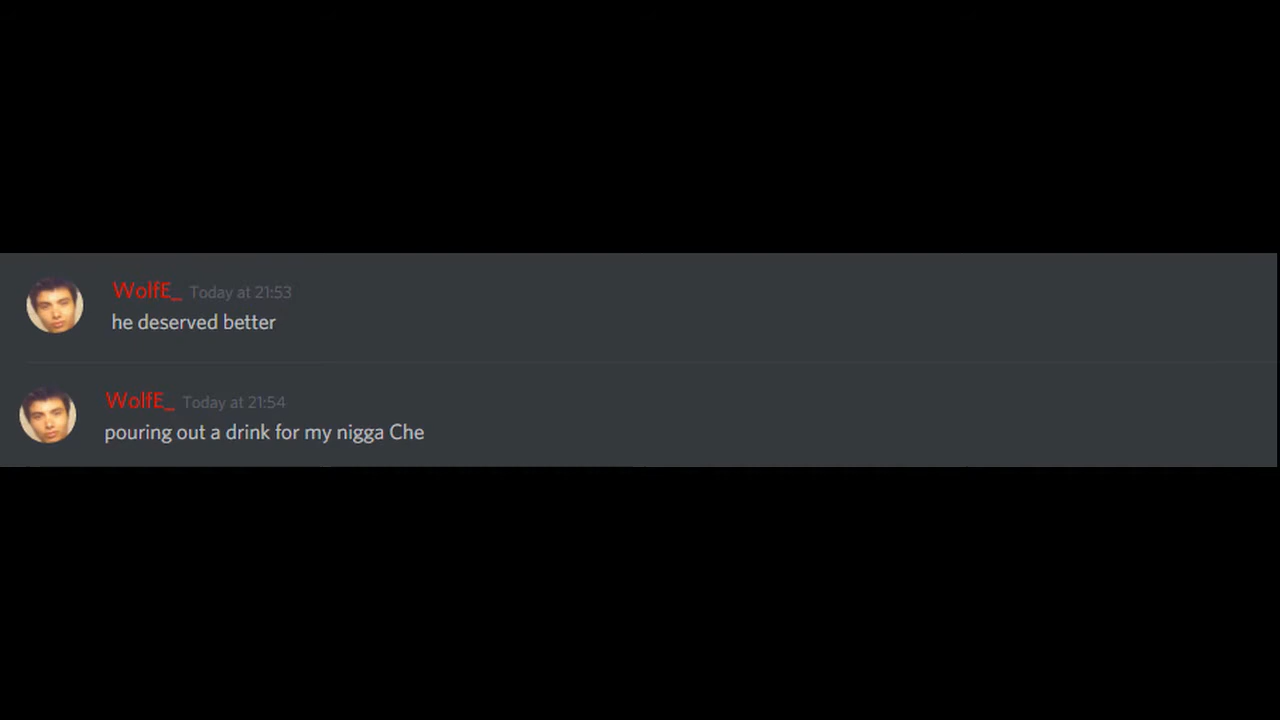 WolfE_ Today at 21:53
he deserved better
WolfE_ Today at 21:54
pouring out a drink for my nigga Che